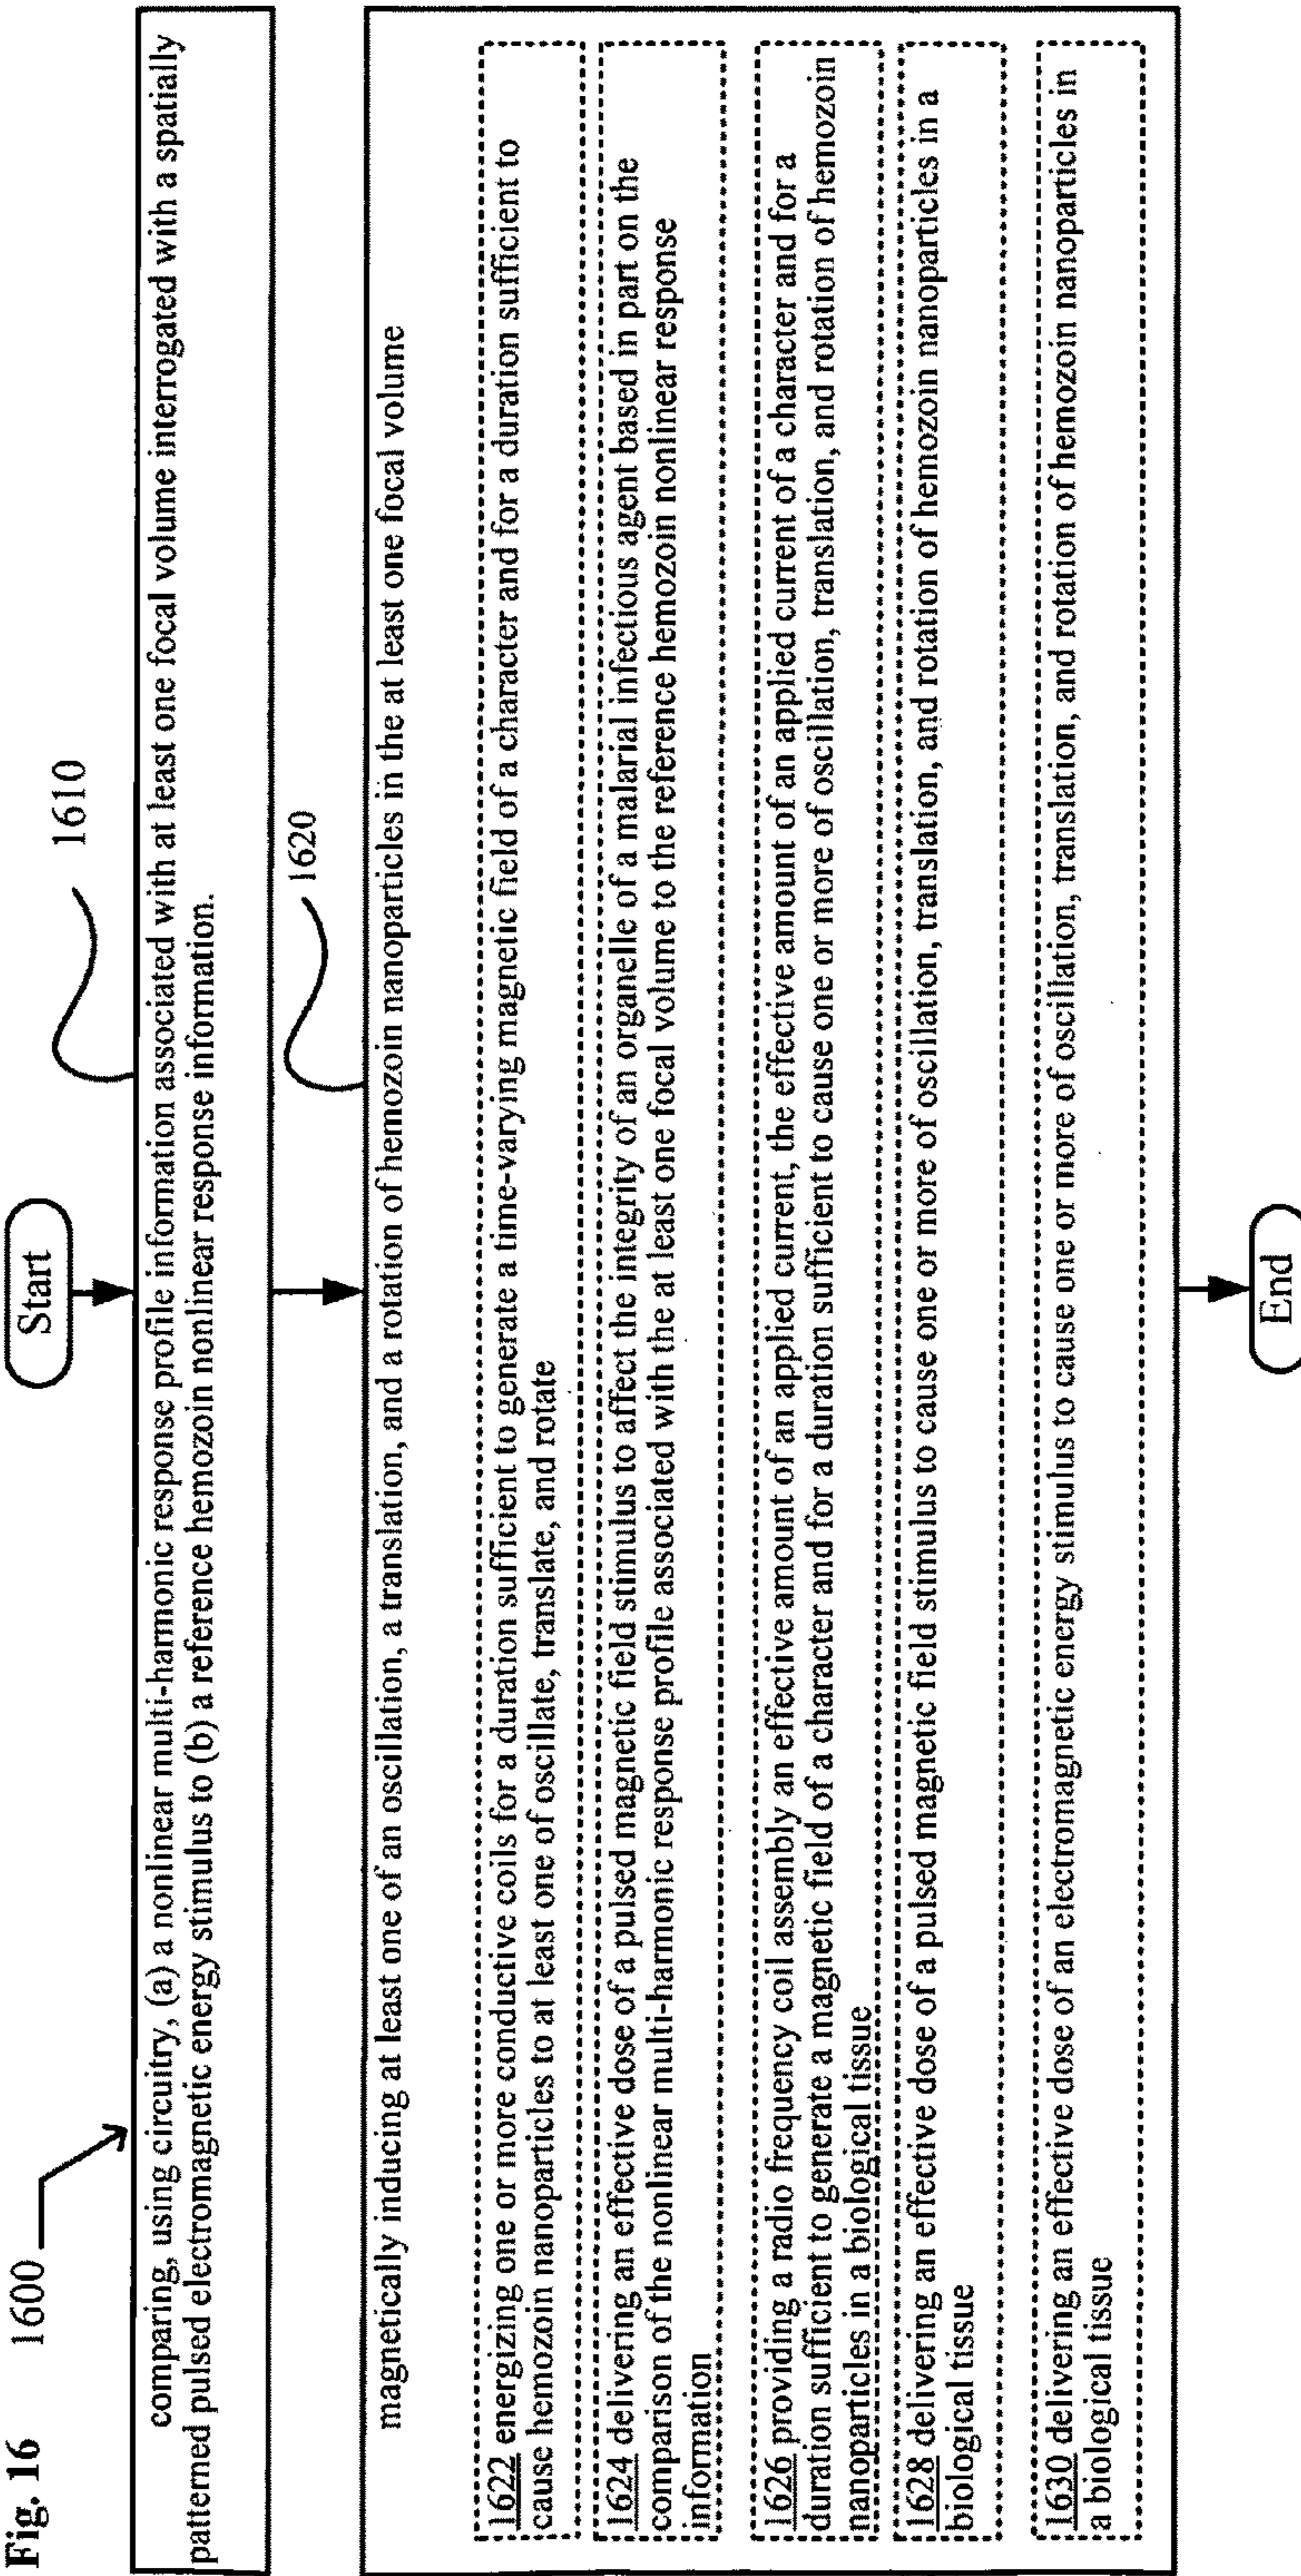 Fig. 16
1600
Start
1610
comparing, using circuitry, (a) a nonlinear multi-harmonic response profile information associated with at least one focal volume interrogated with a spatially
patterned pulsed electromagnetic energy stimulus to (b) a reference hemozoin nonlinear response information.
1620
magnetically inducing at least one of an oscillation, a translation, and a rotation of hemozoin nanoparticles in the at least one focal volume
1622 energizing one or more conductive coils for a duration sufficient to generate a time-varying magnetic field of a character and for a duration sufficient to
cause hemozoin nanoparticles to at least one of oscillate, translate, and rotate
1624 delivering an effective dose of a pulsed magnetic field stimulus to affect the integrity of an organelle of a malarial infectious agent based in part on the
comparison of the nonlinear multi-harmonic response profile associated with the at least one focal volume to the reference hemozoin nonlinear response
information
1626 providing a radio frequency coil assembly an effective amount of an applied current, the effective amount of an applied current of a character and for a
duration sufficient to generate a magnetic field of a character and for a duration sufficient to cause one or more of oscillation, translation, and rotation of hemozoin
nanoparticles in a biological tissue
1628 delivering an effective dose of a pulsed magnetic field stimulus to cause one or more of oscillation, translation, and rotation of hemozoin nanoparticles in a
biological tissue
1630 delivering an effective dose of an electromagnetic energy stimulus to cause one or more of oscillation, translation, and rotation of hemozoin nanoparticles in
a biological tissue
End